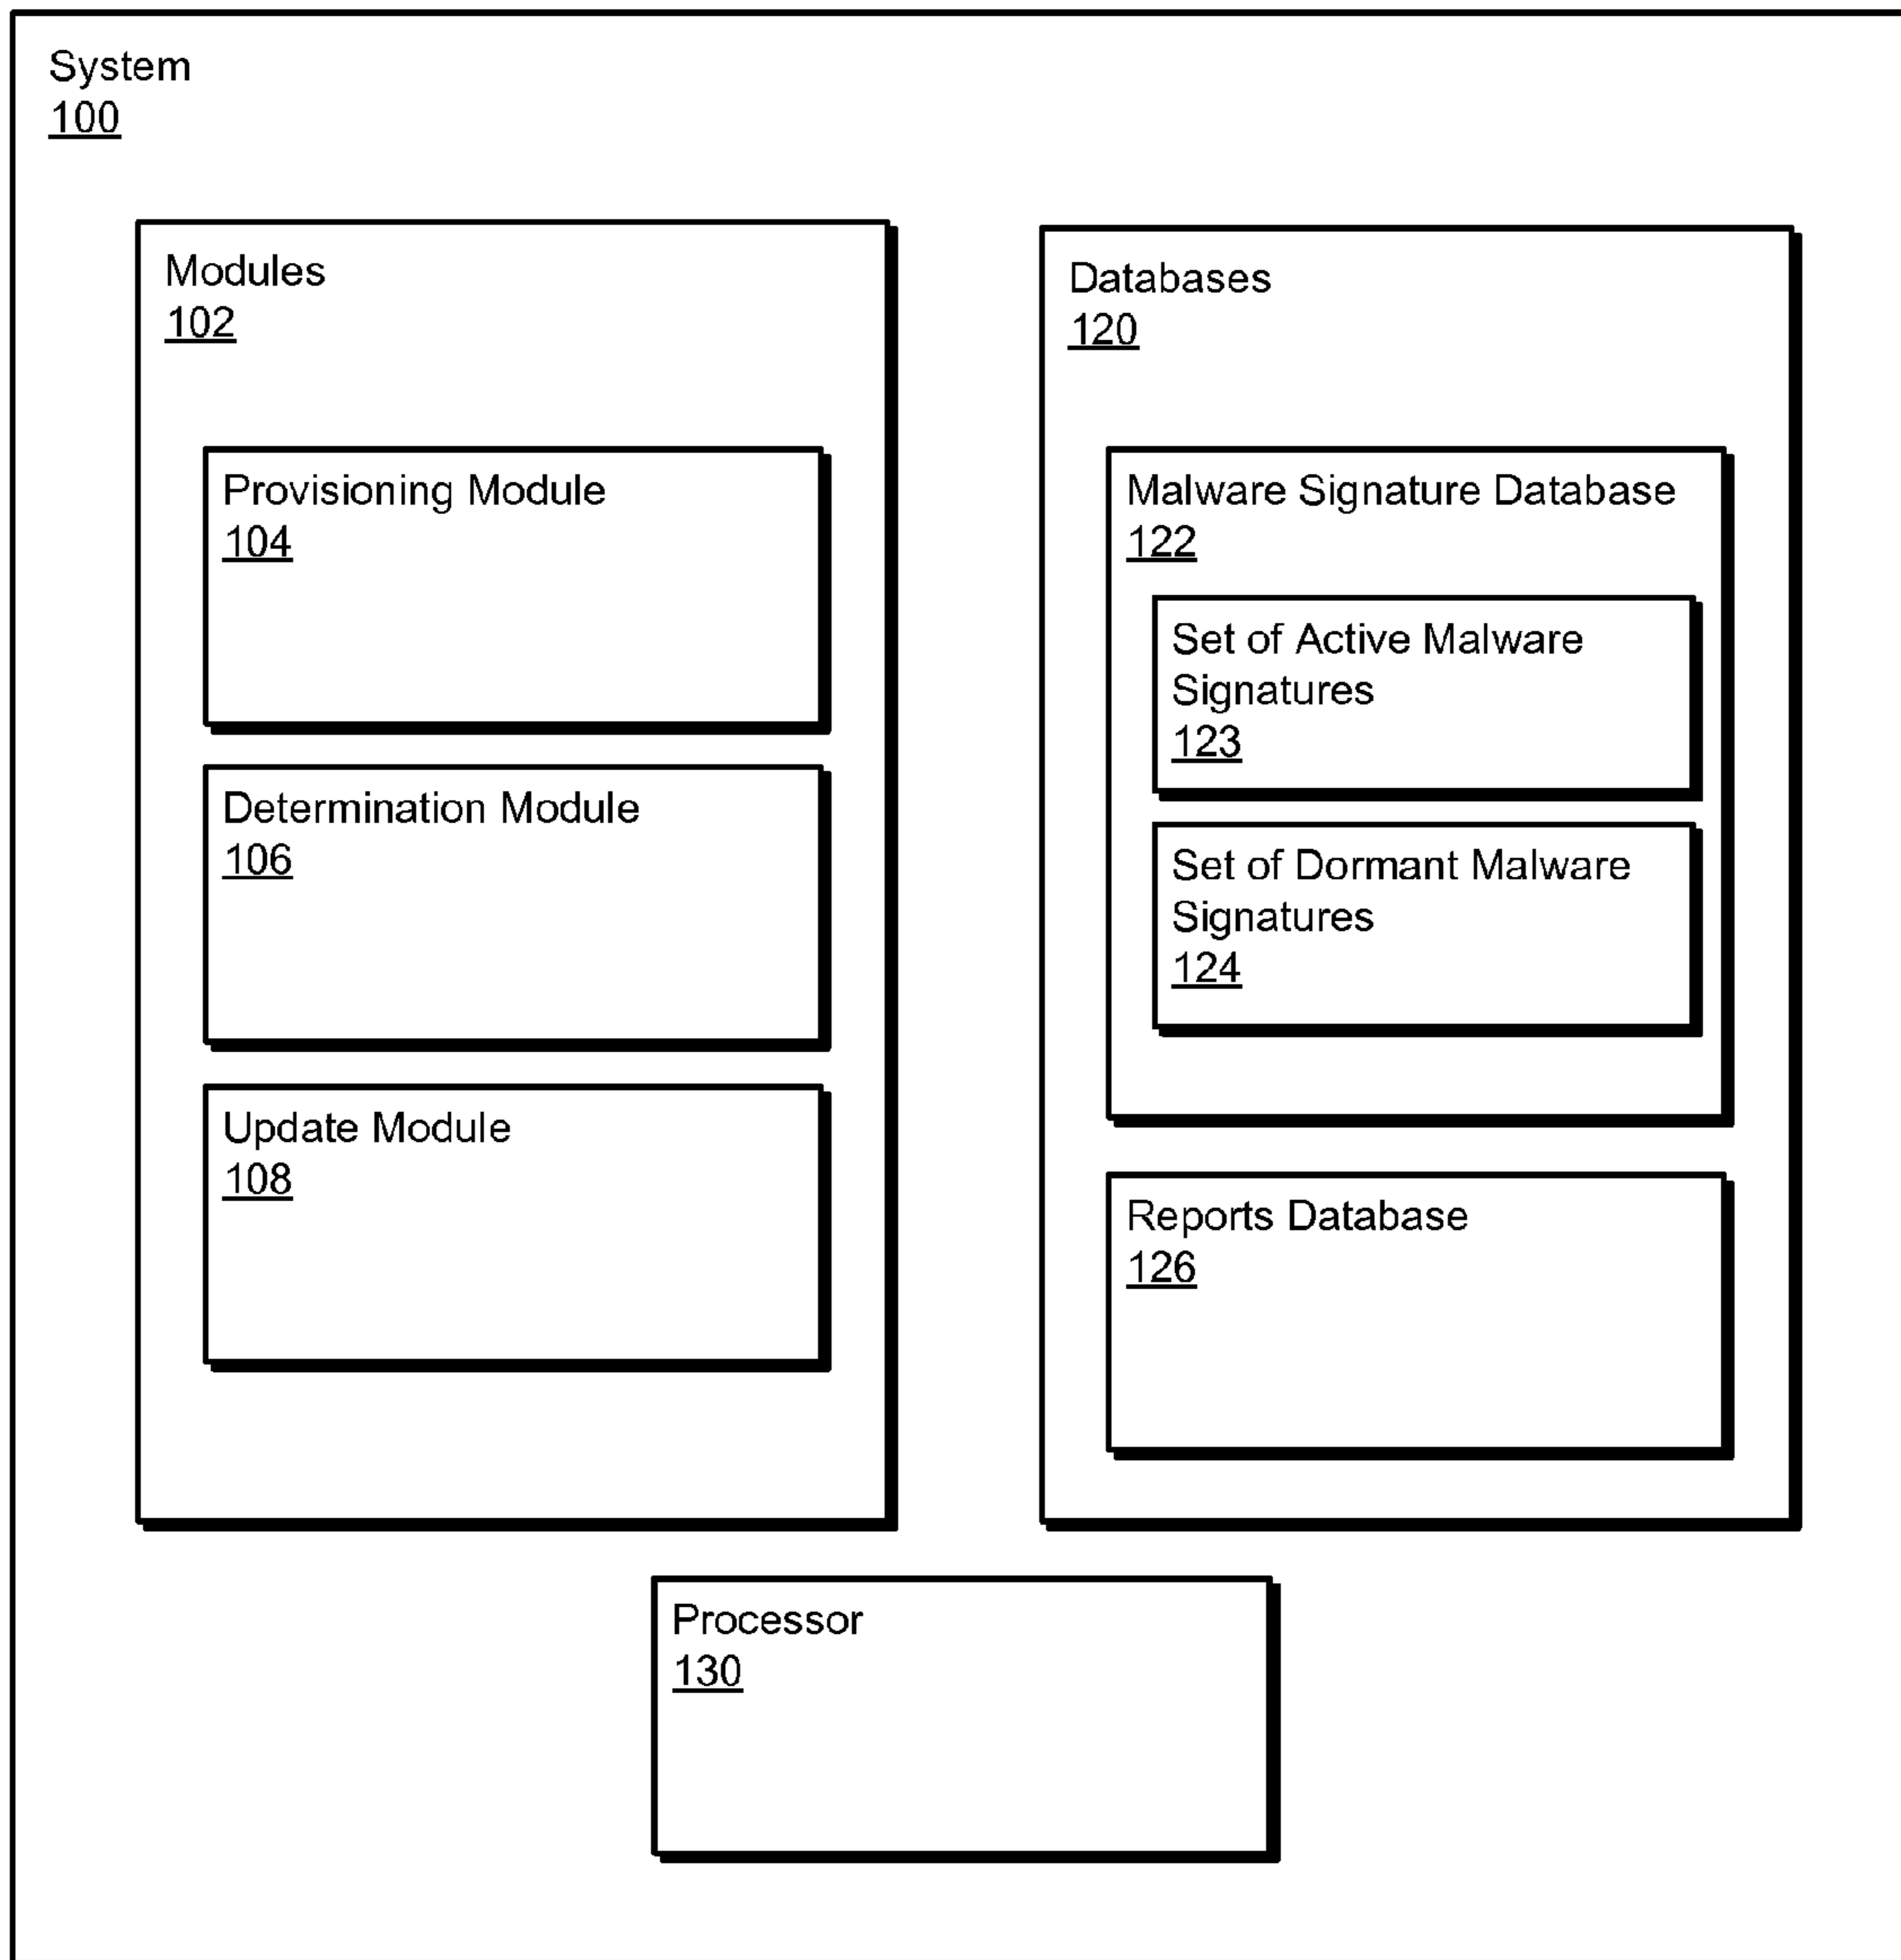 System
100
Modules
102
Provisioning Module
104
Determination Module
106
Update Module
108
Databases
120
Malware Signature Database
122
Set of Active Malware
Signatures
123
Set of Dormant Malware
Signatures
124
Reports Database
126
Processor
130